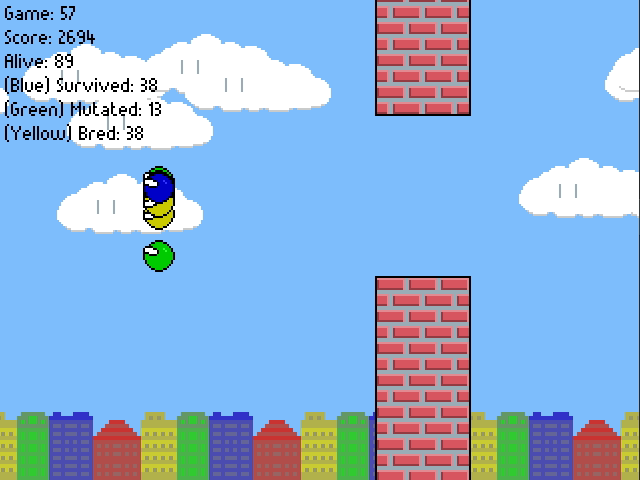 Game: 57
Score: 2694
Alive: 89
(Blue) Survived: 38
(Green) Mutated: 13
(Yellow) Bred: 38